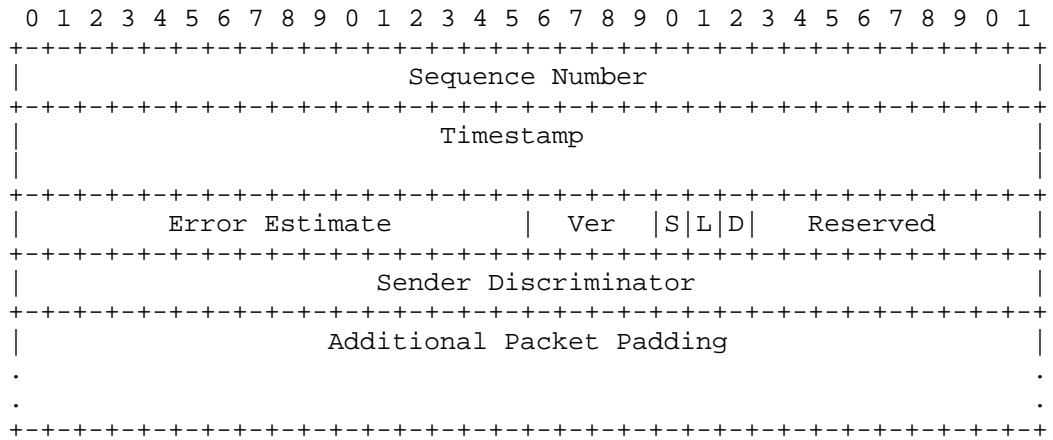 0 1 2 3 4 5 6 7 8 9 0 1 2 3 4 5 6 7 8 9 0 1 2 3 4 5 6 7 8 9 0 1
+-+-+-+-+-+-+-+-+-+-+-+-+-+-+-+-+-+-+-+-+-+-+-+-+-+-+-+-+-+-+-+-+
|                        Sequence Number                        |
+-+-+-+-+-+-+-+-+-+-+-+-+-+-+-+-+-+-+-+-+-+-+-+-+-+-+-+-+-+-+-+-+
|                          Timestamp                            |
|                                                               |
+-+-+-+-+-+-+-+-+-+-+-+-+-+-+-+-+-+-+-+-+-+-+-+-+-+-+-+-+-+-+-+-+
|         Error Estimate        |  Ver  |S|L|D|   Reserved      |
+-+-+-+-+-+-+-+-+-+-+-+-+-+-+-+-+-+-+-+-+-+-+-+-+-+-+-+-+-+-+-+-+
|                      Sender Discriminator                     |
+-+-+-+-+-+-+-+-+-+-+-+-+-+-+-+-+-+-+-+-+-+-+-+-+-+-+-+-+-+-+-+-+
|                   Additional Packet Padding                   |
.                                                               .
.                                                               .
+-+-+-+-+-+-+-+-+-+-+-+-+-+-+-+-+-+-+-+-+-+-+-+-+-+-+-+-+-+-+-+-+